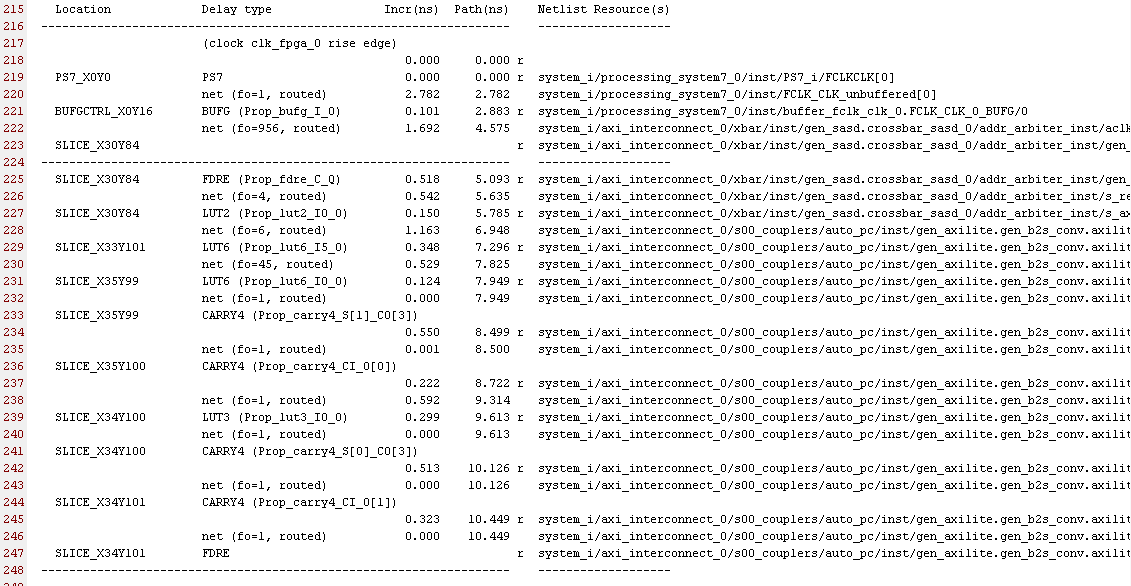 215 Location Delay type Incr(ns) Path(ns) Netlist Resource(s)
216 ------------------------------------------------------------------- -------------------
217 (clock clk_fpga_0 rise edge)
218 0.000 0.000 r
219 PS7_X0Y0 PS7 0.000 0.000 r system_i/processing_system7_0/inst/PS7_i/FCLKCLK[0]
220 net (fo=1, routed) 2.782 2.782 system_i/processing_system7_0/inst/FCLK_CLK_unbuffered[0]
221 BUFGCTRL_X0Y16 BUFG (Prop_bufg_I_O) 0.101 2.883 r system_i/processing_system7_0/inst/buffer_fclk_clk_0.FCLK_CLK_0_BUFG/O
222 net (fo=956, routed) 1.692 4.575 system_i/axi_interconnect_0/xbar/inst/gen_sasd.crossbar_sasd_0/addr_arbiter_inst/aclk
223 SLICE_X30Y84 r system_i/axi_interconnect_0/xbar/inst/gen_sasd.crossbar_sasd_0/addr_arbiter_inst/gen_
224 ------------------------------------------------------------------- -------------------
225 SLICE_X30Y84 FDRE (Prop_fdre_C_Q) 0.518 5.093 r system_i/axi_interconnect_0/xbar/inst/gen_sasd.crossbar_sasd_0/addr_arbiter_inst/gen_
226 net (fo=4, routed) 0.542 5.635 system_i/axi_interconnect_0/xbar/inst/gen_sasd.crossbar_sasd_0/addr_arbiter_inst/s_re
227 SLICE_X30Y84 LUT2 (Prop_lut2_I0_O) 0.150 5.785 r system_i/axi_interconnect_0/xbar/inst/gen_sasd.crossbar_sasd_0/addr_arbiter_inst/s_ax
228 net (fo=6, routed) 1.163 6.948 system_i/axi_interconnect_0/s00_couplers/auto_pc/inst/gen_axilite.gen_b2s_conv.axilit
229 SLICE_X33Y101 LUT6 (Prop_lut6_I5_O) 0.348 7.296 r system_i/axi_interconnect_0/s00_couplers/auto_pc/inst/gen_axilite.gen_b2s_conv.axilit
230 net (fo=45, routed) 0.529 7.825 system_i/axi_interconnect_0/s00_couplers/auto_pc/inst/gen_axilite.gen_b2s_conv.axilit
231 SLICE_X35Y99 LUT6 (Prop_lut6_I0_O) 0.124 7.949 r system_i/axi_interconnect_0/s00_couplers/auto_pc/inst/gen_axilite.gen_b2s_conv.axilit
232 net (fo=1, routed) 0.000 7.949 system_i/axi_interconnect_0/s00_couplers/auto_pc/inst/gen_axilite.gen_b2s_conv.axilit
233 SLICE_X35Y99 CARRY4 (Prop_carry4_S[1]_CO[3])
234 0.550 8.499 r system_i/axi_interconnect_0/s00_couplers/auto_pc/inst/gen_axilite.gen_b2s_conv.axilit
235 net (fo=1, routed) 0.001 8.500 system_i/axi_interconnect_0/s00_couplers/auto_pc/inst/gen_axilite.gen_b2s_conv.axilit
236 SLICE_X35Y100 CARRY4 (Prop_carry4_CI_O[0])
237 0.222 8.722 r system_i/axi_interconnect_0/s00_couplers/auto_pc/inst/gen_axilite.gen_b2s_conv.axilit
238 net (fo=1, routed) 0.592 9.314 system_i/axi_interconnect_0/s00_couplers/auto_pc/inst/gen_axilite.gen_b2s_conv.axilit
239 SLICE_X34Y100 LUT3 (Prop_lut3_I0_O) 0.299 9.613 r system_i/axi_interconnect_0/s00_couplers/auto_pc/inst/gen_axilite.gen_b2s_conv.axilit
240 net (fo=1, routed) 0.000 9.613 system_i/axi_interconnect_0/s00_couplers/auto_pc/inst/gen_axilite.gen_b2s_conv.axilit
241 SLICE_X34Y100 CARRY4 (Prop_carry4_S[0]_CO[3])
242 0.513 10.126 r system_i/axi_interconnect_0/s00_couplers/auto_pc/inst/gen_axilite.gen_b2s_conv.axilit
243 net (fo=1, routed) 0.000 10.126 system_i/axi_interconnect_0/s00_couplers/auto_pc/inst/gen_axilite.gen_b2s_conv.axilit
244 SLICE_X34Y101 CARRY4 (Prop_carry4_CI_O[1])
245 0.323 10.449 r system_i/axi_interconnect_0/s00_couplers/auto_pc/inst/gen_axilite.gen_b2s_conv.axilit
246 net (fo=1, routed) 0.000 10.449 system_i/axi_interconnect_0/s00_couplers/auto_pc/inst/gen_axilite.gen_b2s_conv.axilit
247 SLICE_X34Y101 FDRE r system_i/axi_interconnect_0/s00_couplers/auto_pc/inst/gen_axilite.gen_b2s_conv.axilit
248 ------------------------------------------------------------------- -------------------